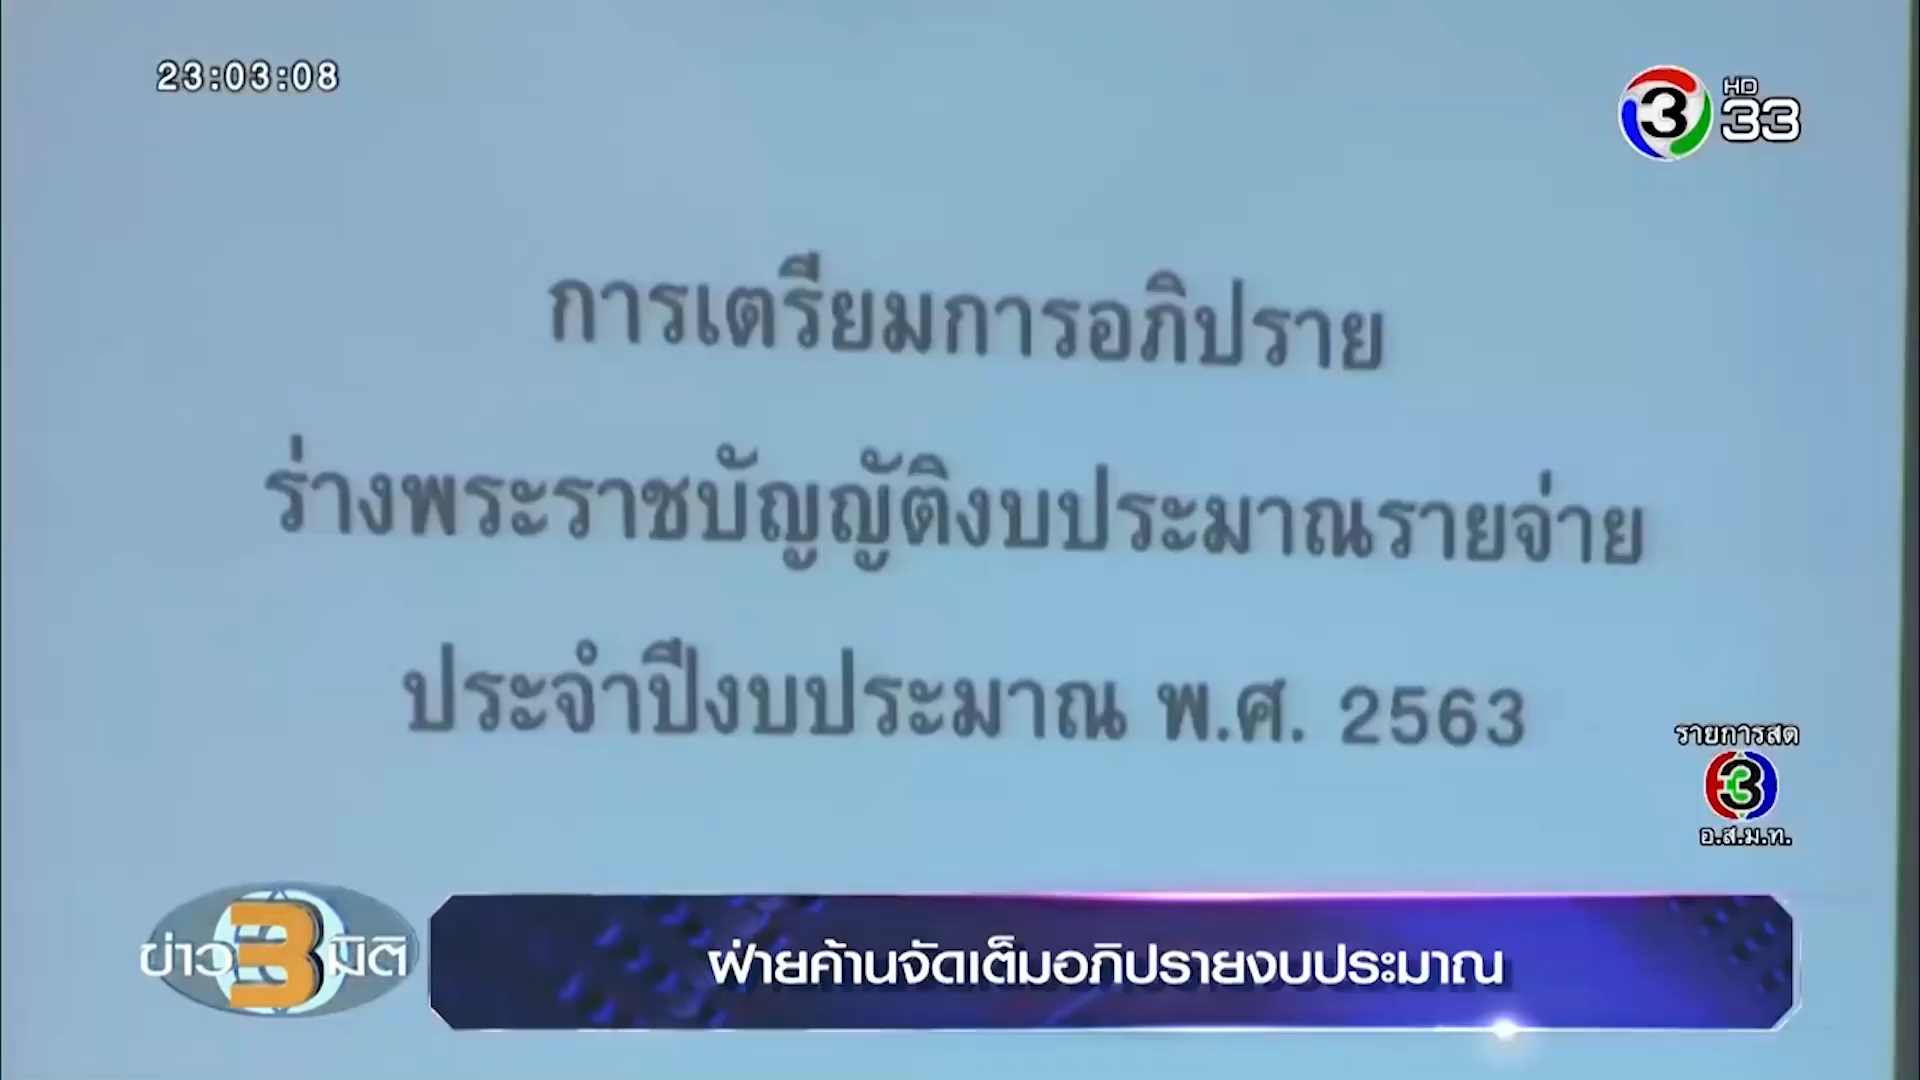 23:03:08
3 HD 33
การเตรียมการอภิปราย
ร่างพระราชบัญญัติงบประมาณรายจ่าย
ประจำปีงบประมาณ พ.ศ. 2563
รายการสด
3
อ.ส.ม.ท.
ข่าว 3 มิติ
ฝ่ายค้านจัดเต็มอภิปรายงบประมาณ